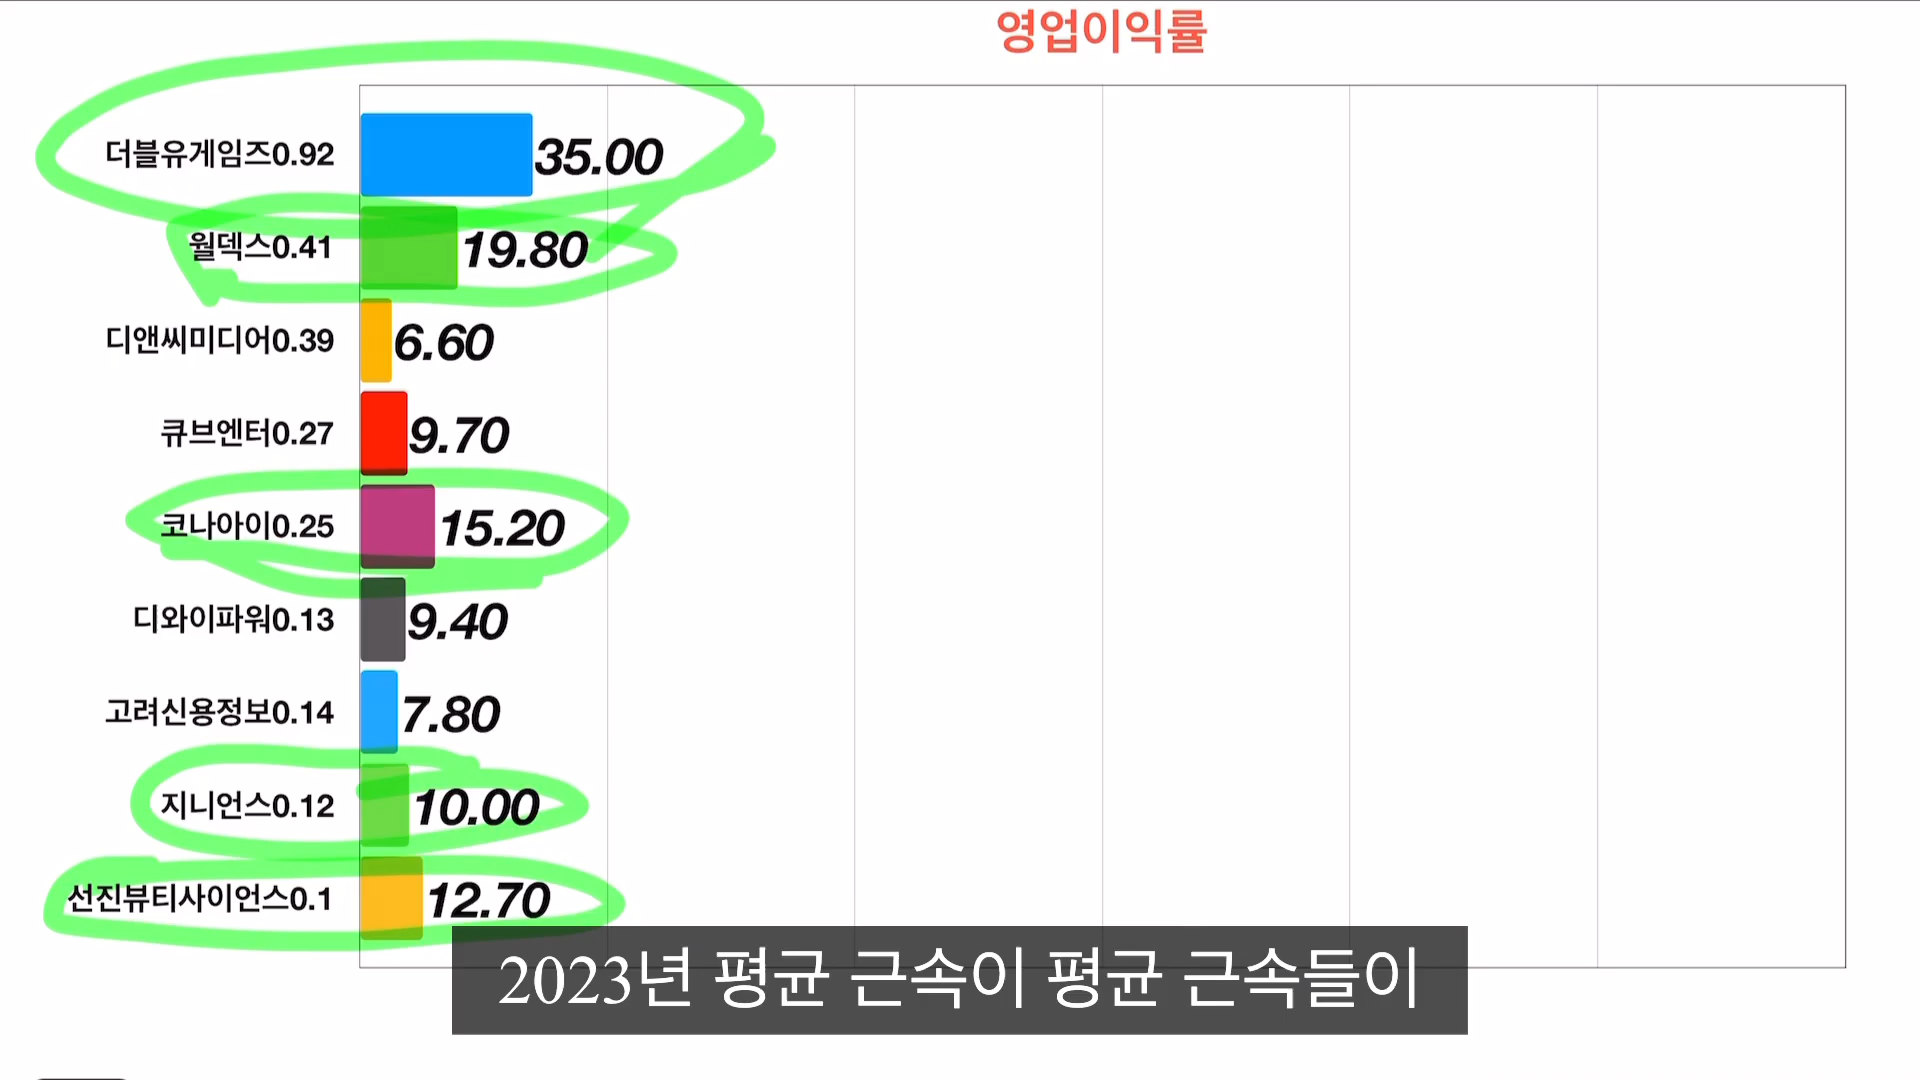 영업이익률
더블유게임즈0.92 35.00
월덱스0.41 19.80
디앤씨미디어0.39 6.60
큐브엔터0.27 9.70
코나아이0.25 15.20
디와이파워0.13 9.40
고려신용정보0.14 7.80
지니언스0.12 10.00
선진뷰티사이언스0.1 12.70
2023년 평균 근속이 평균 근속들이